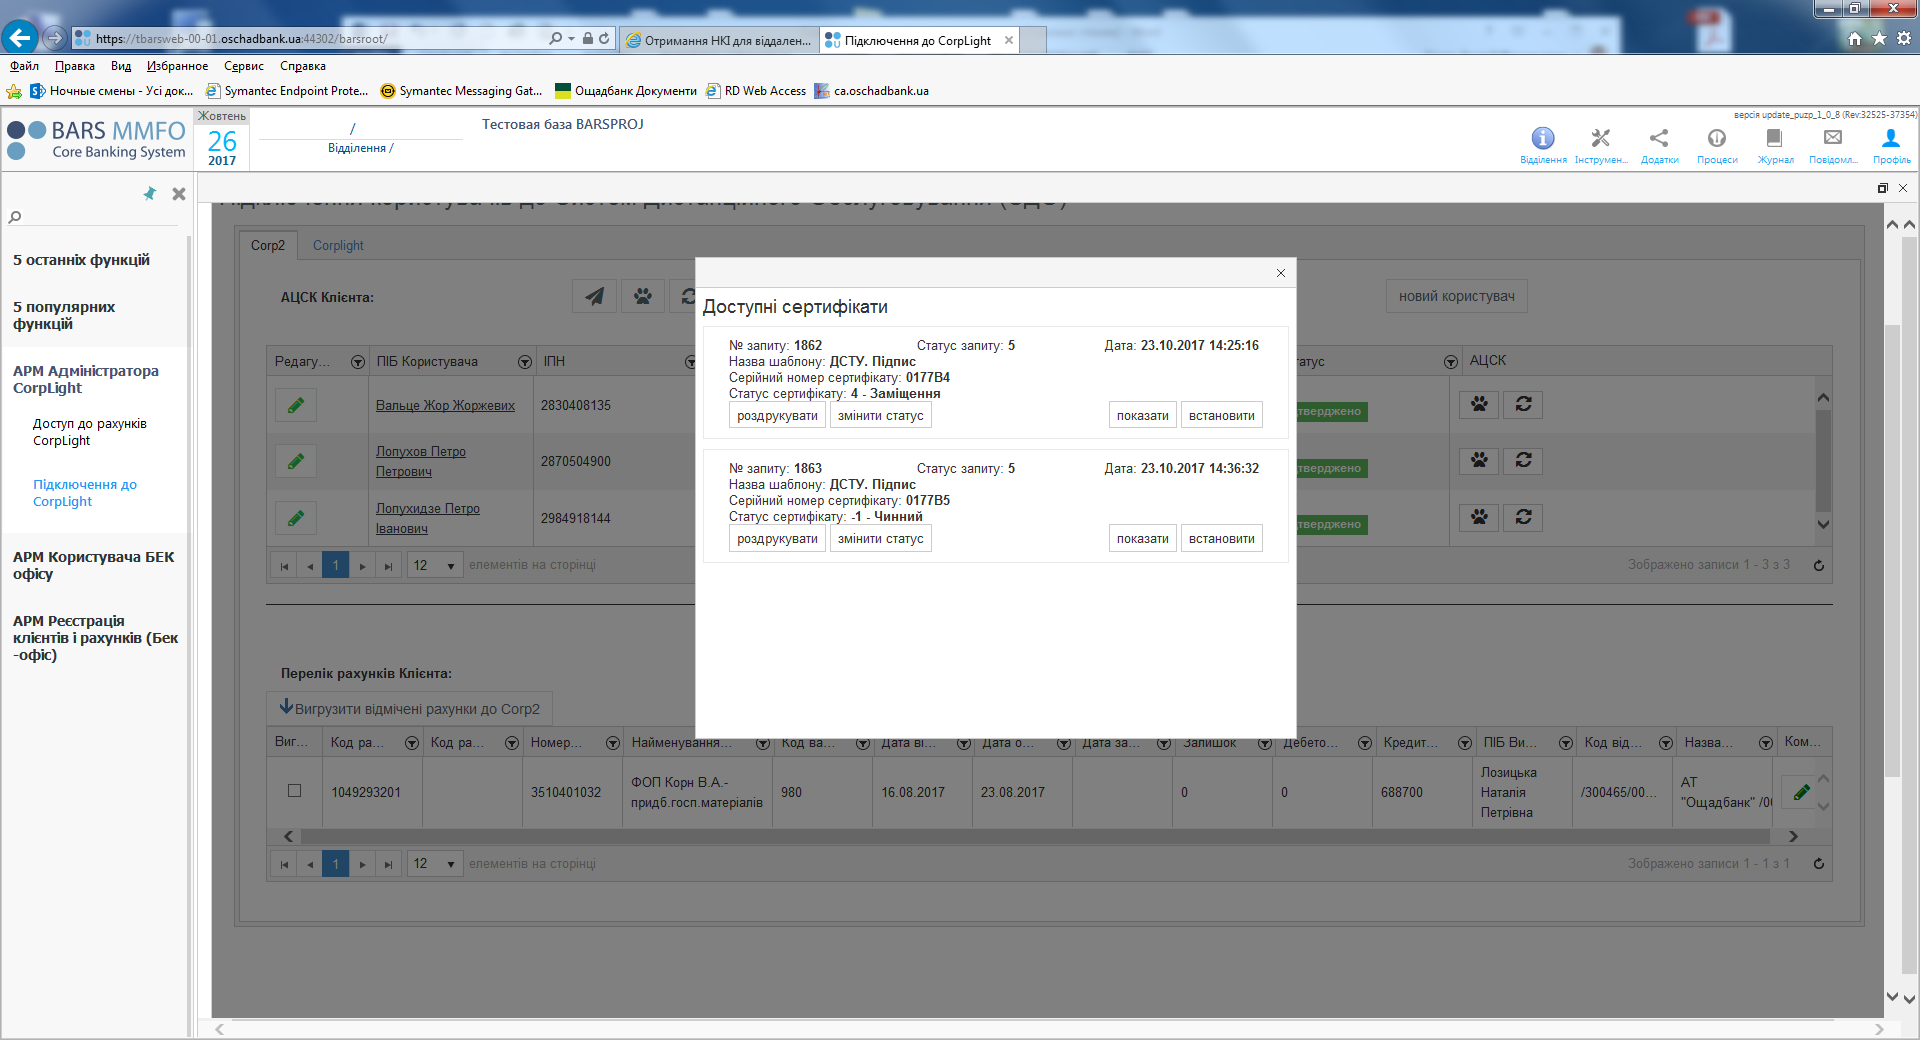 https://tbarsweb-00-01.oschadbank.ua:44302/barsroot/
Отримання НКІ для віддален...
Підключення до CorpLight
Файл Правка Вид Избранное Сервис Справка
Ночные смены - Усі док...
Symantec Endpoint Prote...
Symantec Messaging Gat...
Ощадбанк Документи
RD Web Access
ca.oschadbank.ua
BARS MMFO
Core Banking System
Жовтень
26
2017
/
Відділення /
Тестовая база BARSPROJ
версія update_puzp_1_0_8 (Rev:32525-37354)
Відділення Інструмен... Додатки Процеси Журнал Повідомл... Профіль
5 останніх функцій
5 популярних
функцій
АРМ Адміністратора
CorpLight
Доступ до рахунків
CorpLight
Підключення до
CorpLight
АРМ Користувача БЕК
офісу
АРМ Реєстрація
клієнтів і рахунків (Бек
-офіс)
Corp2 Corplight
АЦСК Клієнта:
новий користувач
Редагу... ПІБ Користувача ІПН
атус АЦСК
Вальце Жор Жоржевич 2830408135
тверджено
Лопухов Петро
Петрович
2870504900
тверджено
Лопухидзе Петро
Іванович
2984918144
тверджено
1 12 елементів на сторінці
Зображено записи 1 - 3 з 3
Доступні сертифікати
№ запиту: 1862 Статус запиту: 5 Дата: 23.10.2017 14:25:16
Назва шаблону: ДСТУ. Підпис
Серійний номер сертифікату: 0177B4
Статус сертифікату: 4 - Заміщення
роздрукувати змінити статус показати встановити
№ запиту: 1863 Статус запиту: 5 Дата: 23.10.2017 14:36:32
Назва шаблону: ДСТУ. Підпис
Серійний номер сертифікату: 0177B5
Статус сертифікату: -1 - Чинний
роздрукувати змінити статус показати встановити
Перелік рахунків Клієнта:
Вигрузити відмічені рахунки до Corp2
Виг... Код ра... Код ра... Номер... Найменування... Код ва... Дата ві... Дата о... Дата за... Залишок Дебето... Кредит... ПІБ Ви... Код від... Назва... Ком...
1049293201
3510401032
ФОП Корн В.А.-
придб.госп.матеріалів
980
16.08.2017
23.08.2017
0
0
688700
Лозицька
Наталія
Петрівна
/300465/00...
АТ
"Ощадбанк" /0
1 12 елементів на сторінці
Зображено записи 1 - 1 з 1